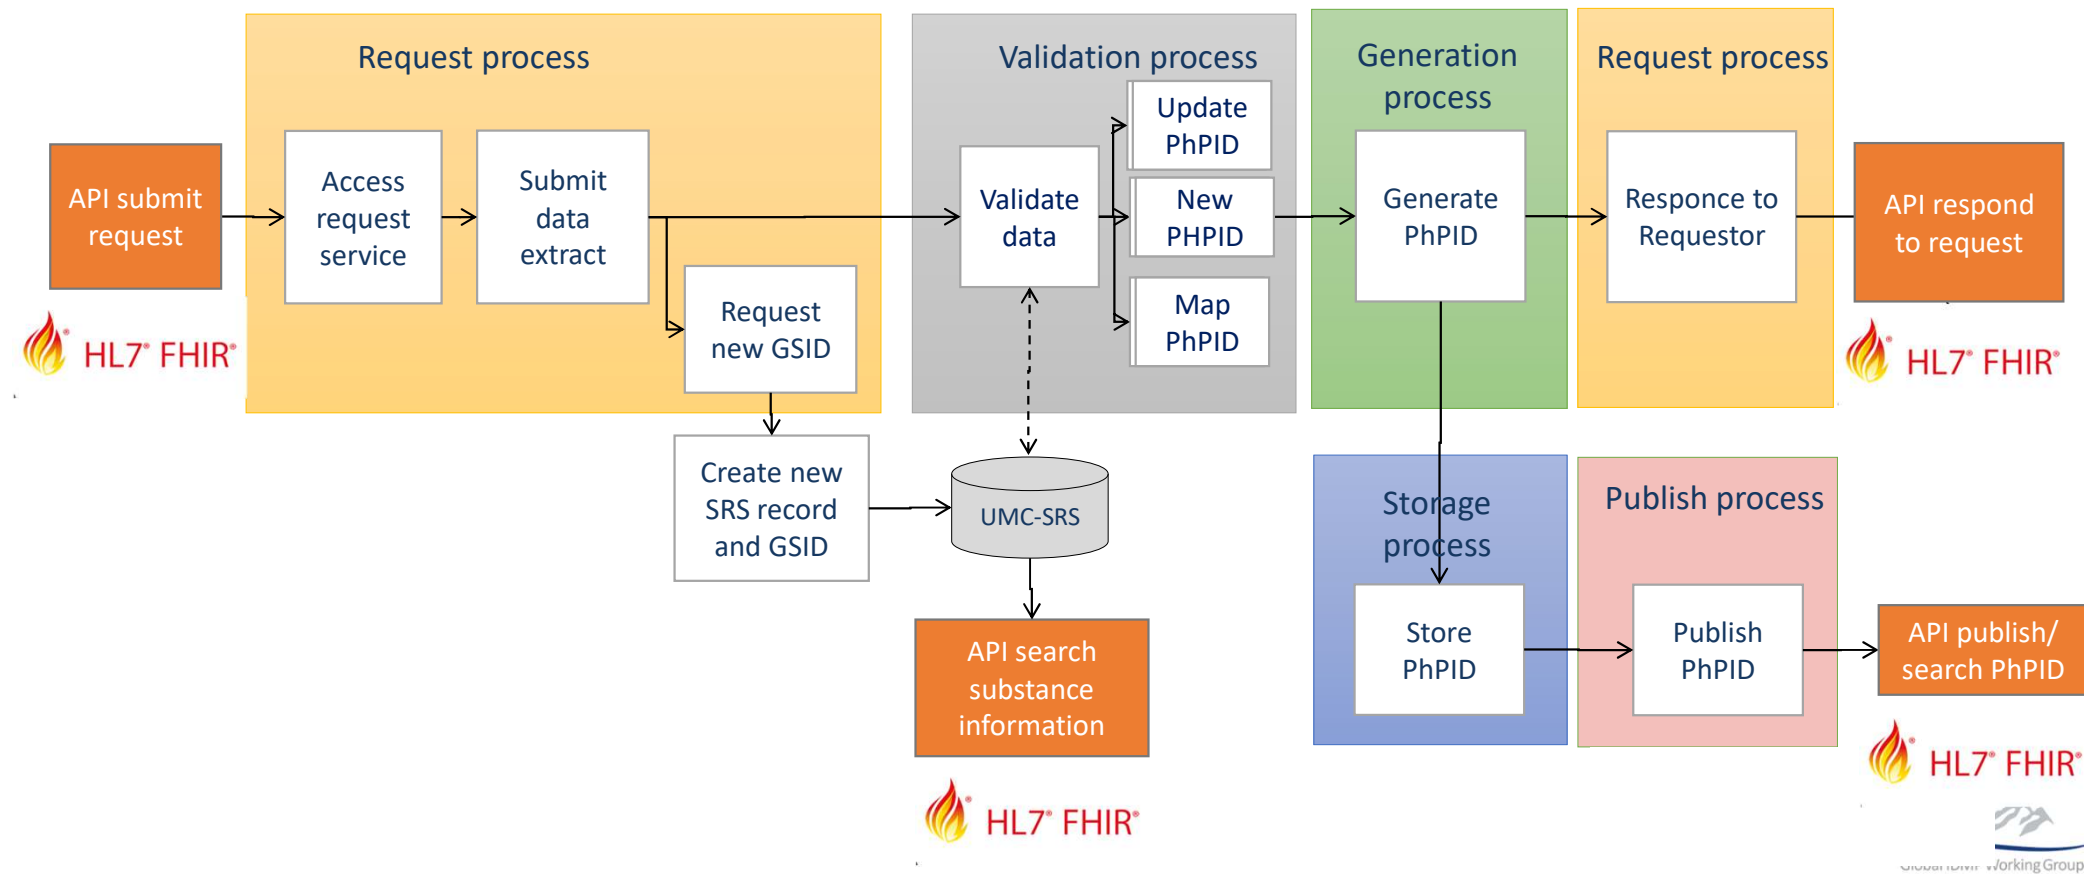 Request process
Validation process
Generation
process
Request process
API submit
request
Access
request
service
Submit
data
extract
Request
new GSID
Validate
data
Update
PhPID
New
PHPID
Map
PhPID
Generate
PhPID
Responce to
Requestor
API respond
to request
HL7® FHIR®
HL7® FHIR®
Create new
SRS record
and GSID
UMC-SRS
Storage
process
Publish process
Store
PhPID
Publish
PhPID
API publish/
search PhPID
API search
substance
information
HL7® FHIR®
HL7® FHIR®
Global IDMP Working Group